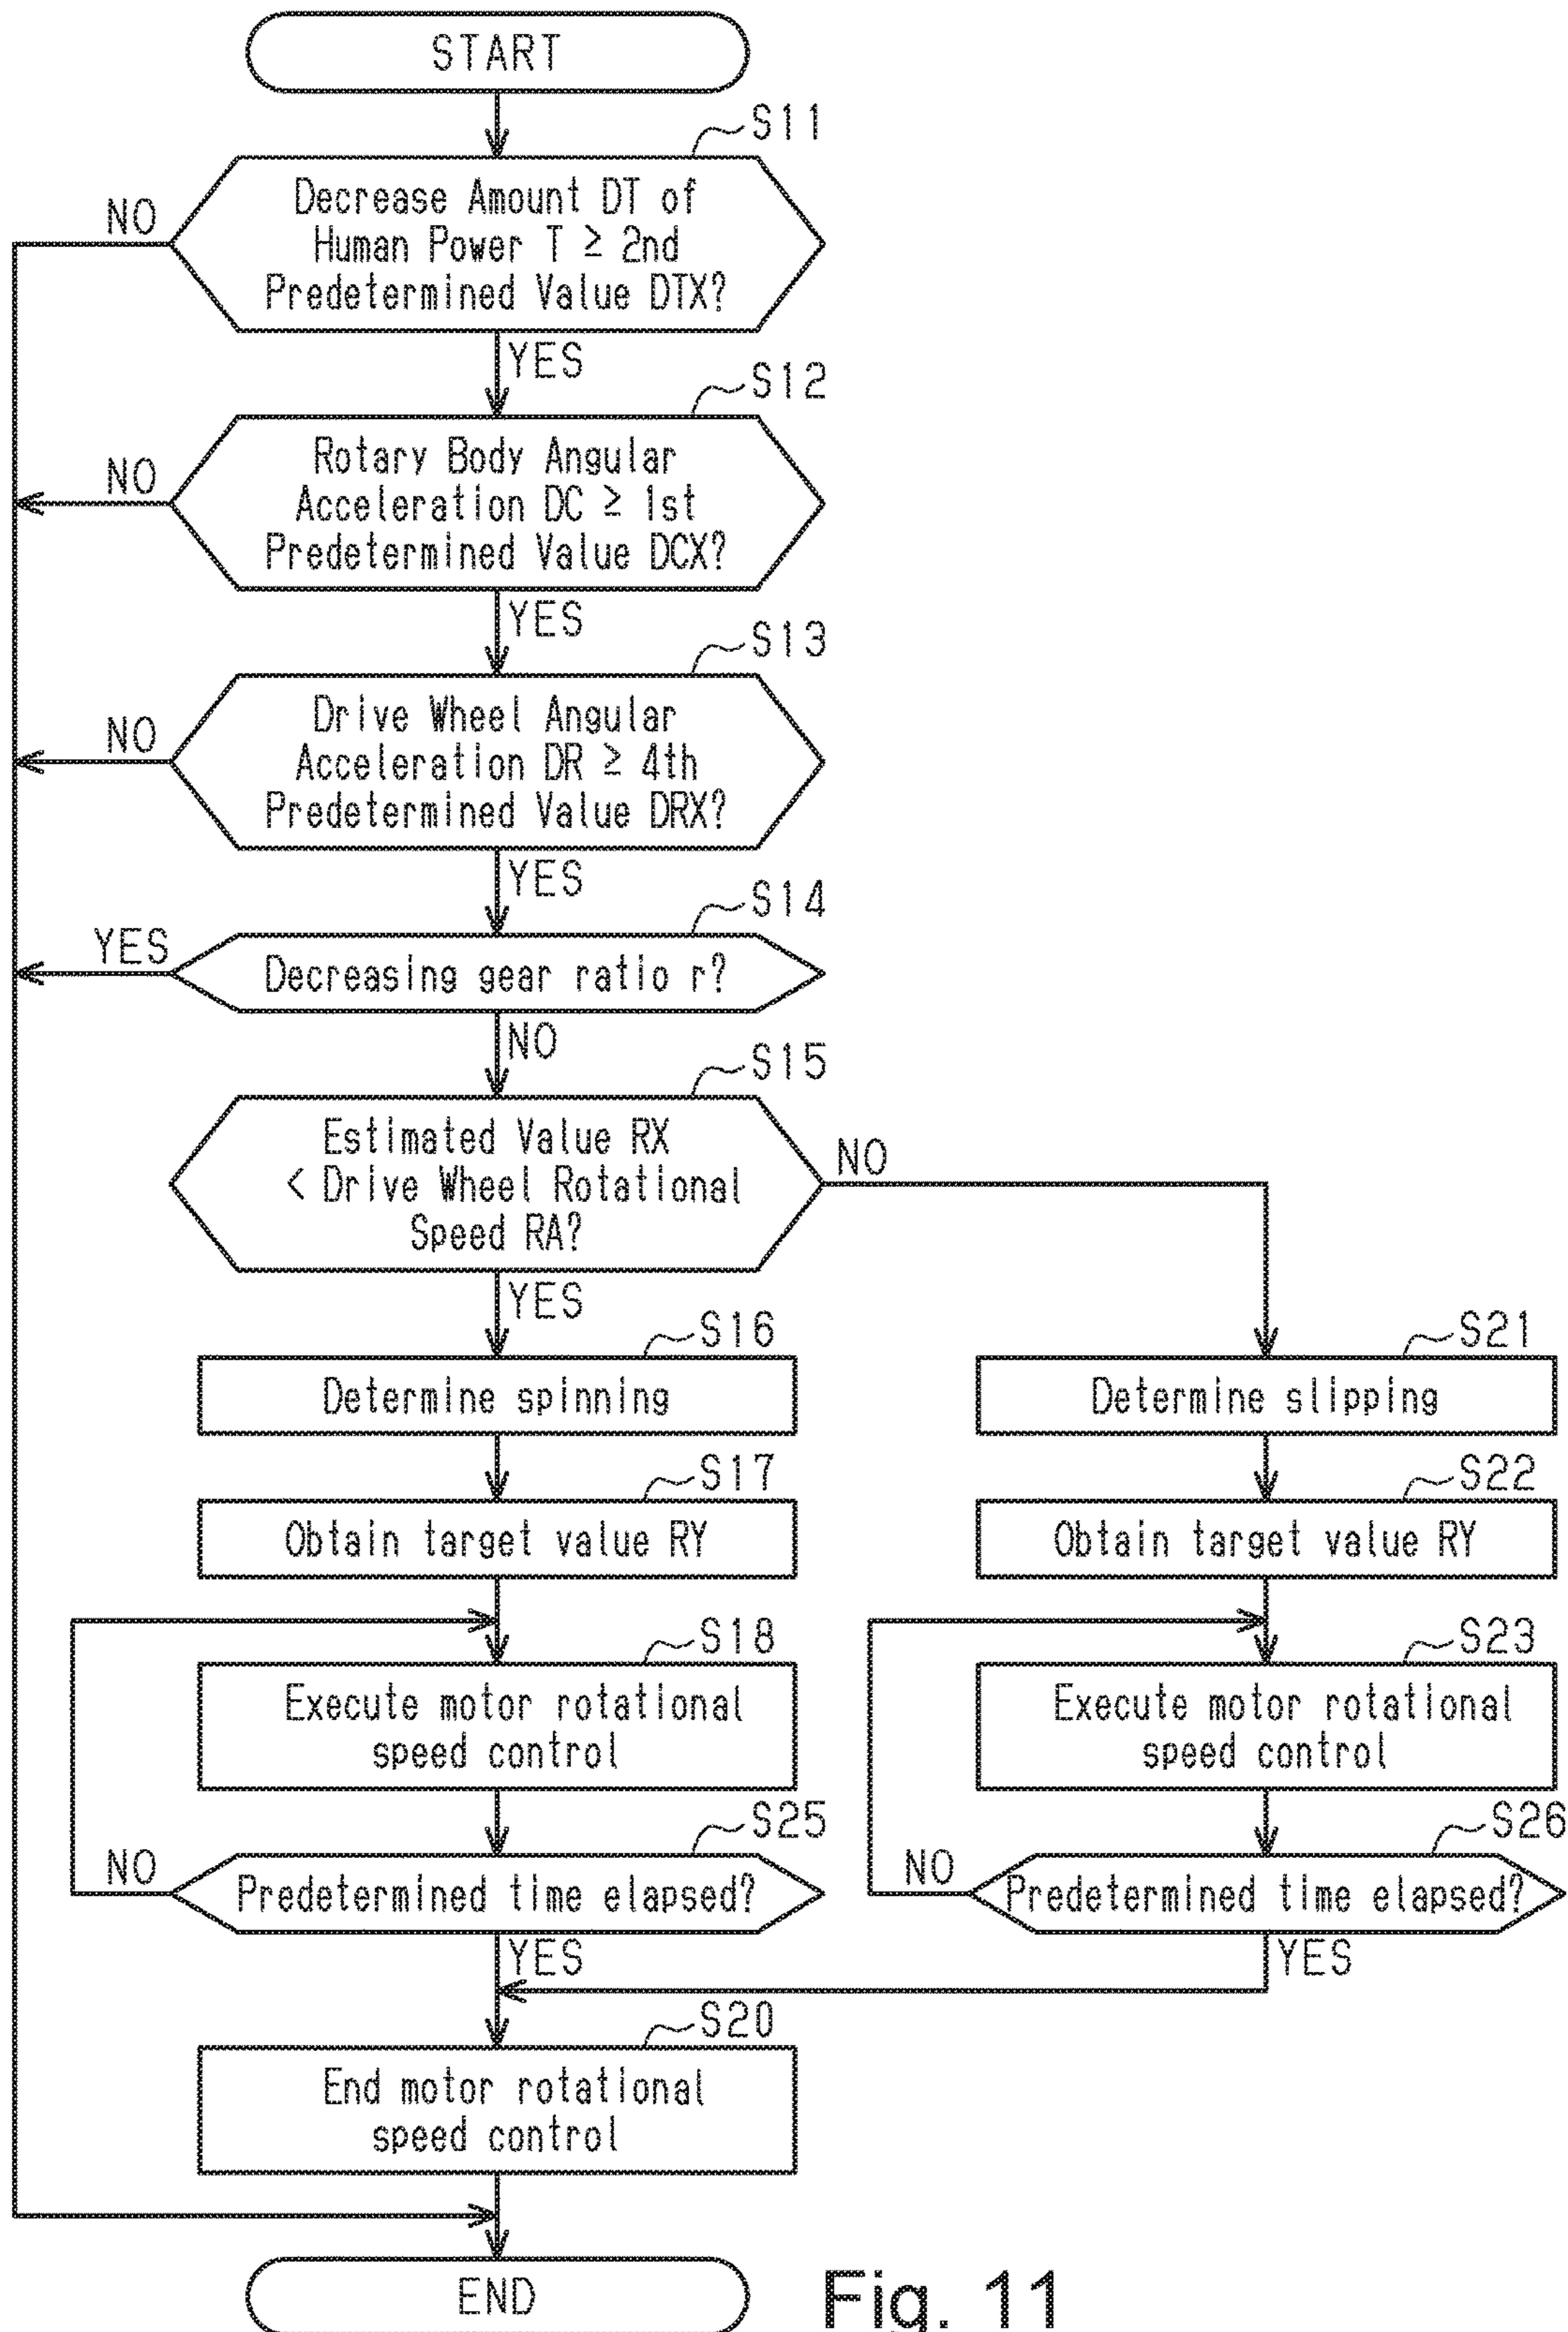 START
S11
Decrease Amount DT of
Human Power T ≥ 2nd
Predetermined Value DTX?
NO
YES
S12
Rotary Body Angular
Acceleration DC ≥ 1st
Predetermined Value DCX?
NO
YES
S13
Drive Wheel Angular
Acceleration DR ≥ 4th
Predetermined Value DRX?
NO
YES
S14
Decreasing gear ratio r?
YES
NO
S15
Estimated Value RX
< Drive Wheel Rotational
Speed RA?
NO
YES
S16
Determine spinning
S21
Determine slipping
S17
Obtain target value RY
S22
Obtain target value RY
S18
Execute motor rotational
speed control
S23
Execute motor rotational
speed control
S25
Predetermined time elapsed?
NO
YES
S26
Predetermined time elapsed?
NO
YES
S20
End motor rotational
speed control
END
Fig. 11